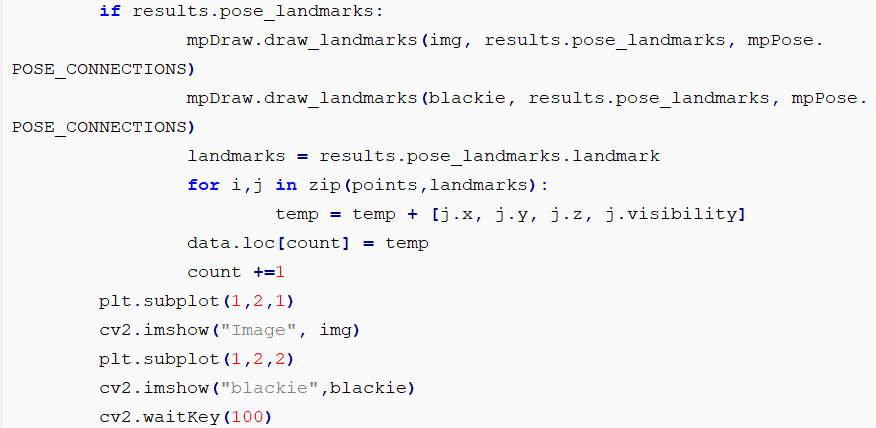 if results.pose_landmarks:
mpDraw.draw_landmarks(img, results.pose_landmarks, mpPose.
POSE_CONNECTIONS)
mpDraw.draw_landmarks(blackie, results.pose_landmarks, mpPose.
POSE_CONNECTIONS)
landmarks = results.pose_landmarks.landmark
for i,j in zip(points,landmarks):
temp = temp + [j.x, j.y, j.z, j.visibility]
data.loc[count] = temp
count +=1
plt.subplot(1,2,1)
cv2.imshow("Image", img)
plt.subplot(1,2,2)
cv2.imshow("blackie",blackie)
cv2.waitKey(100)